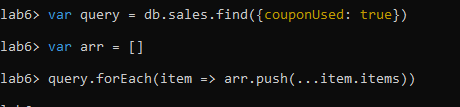 lab6> var query = db.sales.find({couponUsed: true})
lab6> var arr = []
lab6> query.forEach(item => arr.push(...item.items))